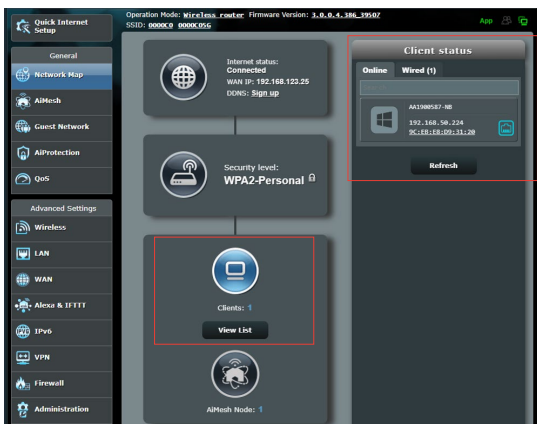 Quick Internet
Setup
Operation Mode: Wireless router Firmware Version: 3.0.0.4.386_39507
SSID: 0000C0 0000C05G
App
General
Network Map
AiMesh
Guest Network
AiProtection
QoS
Advanced Settings
Wireless
LAN
WAN
Alexa & IFTTT
IPv6
VPN
Firewall
Administration
Internet status:
Connected
WAN IP: 192.168.123.25
DDNS: Sign up
Security level:
WPA2-Personal
Clients: 1
View List
AiMesh Node: 1
Client status
Online Wired (1)
AA1900587-NB
192.168.50.224
9C:EB:E8:D9:31:20
Refresh